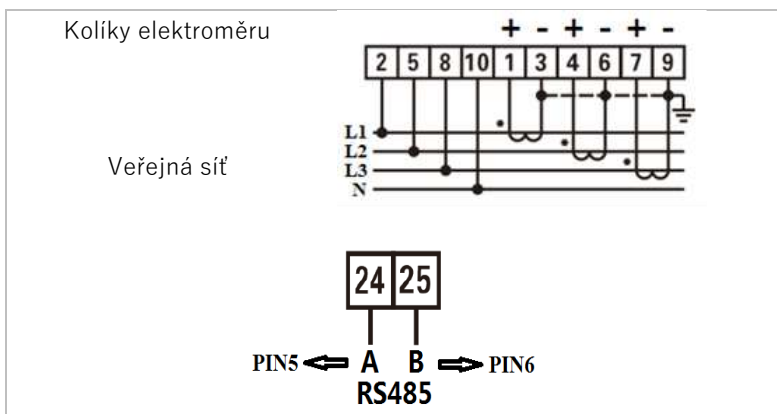 Kolíky elektroměru
+ - + - + -
2 5 8 10 1 3 4 6 7 9
L1
L2
Veřejná síť
L3
N
24 25
PIN5 A B PIN6
RS485